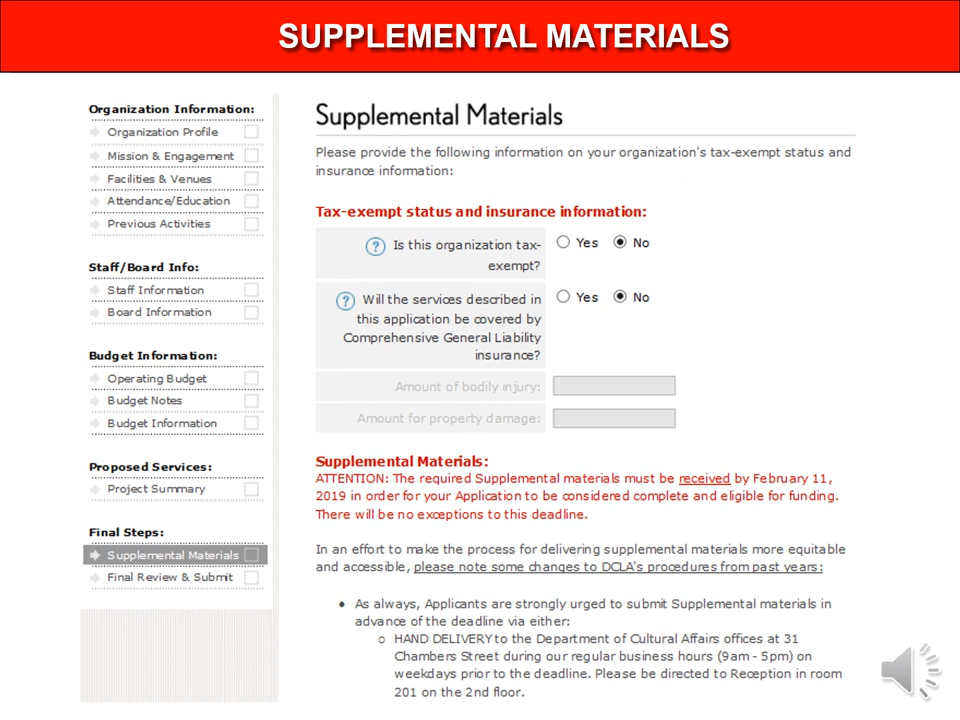 SUPPLEMENTAL MATERIALS
Organization Information:
Organization Profile
Mission & Engagement
Facilities & Venues
Attendance/Education
Previous Activities
Staff/Board Info:
Staff Information
Board Information
Budget Information:
Operating Budget
Budget Notes
Budget Information
Proposed Services:
Project Summary
Final Steps:
Supplemental Materials
Final Review & Submit
Supplemental Materials
Please provide the following information on your organization's tax-exempt status and
insurance information:
Tax-exempt status and insurance information:
? Is this organization tax-
exempt?
Yes No
? Will the services described in
this application be covered by
Comprehensive General Liability
insurance?
Yes No
Amount of bodily injury:
Amount for property damage:
Supplemental Materials:
ATTENTION: The required Supplemental materials must be received by February 11,
2019 in order for your Application to be considered complete and eligible for funding.
There will be no exceptions to this deadline.
In an effort to make the process for delivering supplemental materials more equitable
and accessible, please note some changes to DCLA's procedures from past years:
• As always, Applicants are strongly urged to submit Supplemental materials in
advance of the deadline via either:
o HAND DELIVERY to the Department of Cultural Affairs offices at 31
Chambers Street during our regular business hours (9am - 5pm) on
weekdays prior to the deadline. Please be directed to Reception in room
201 on the 2nd floor.